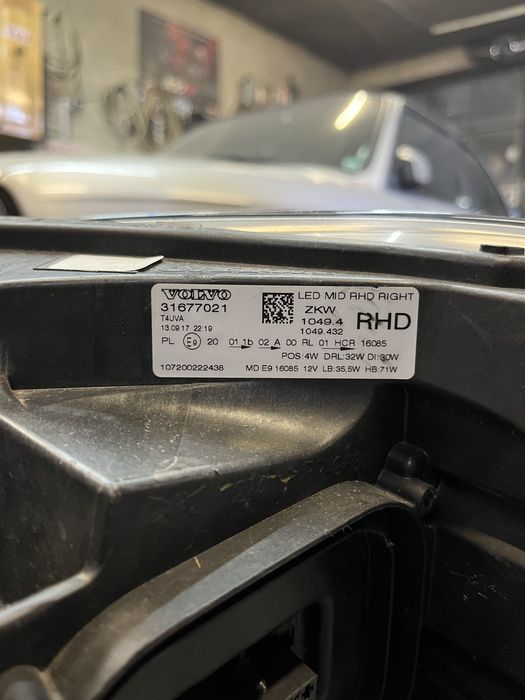 VOLVO LED MID RHD RIGHT
31677021 ZKW
T4UVA 1049.4 RHD
13.09.17 22:19 1049.432
PL E9 20 01 1b 02 A 00 RL 01 HCR 16085
POS:4W DRL:32W DI:30W
107200222438 MD E9 16085 12V LB:35,5W HB:71W